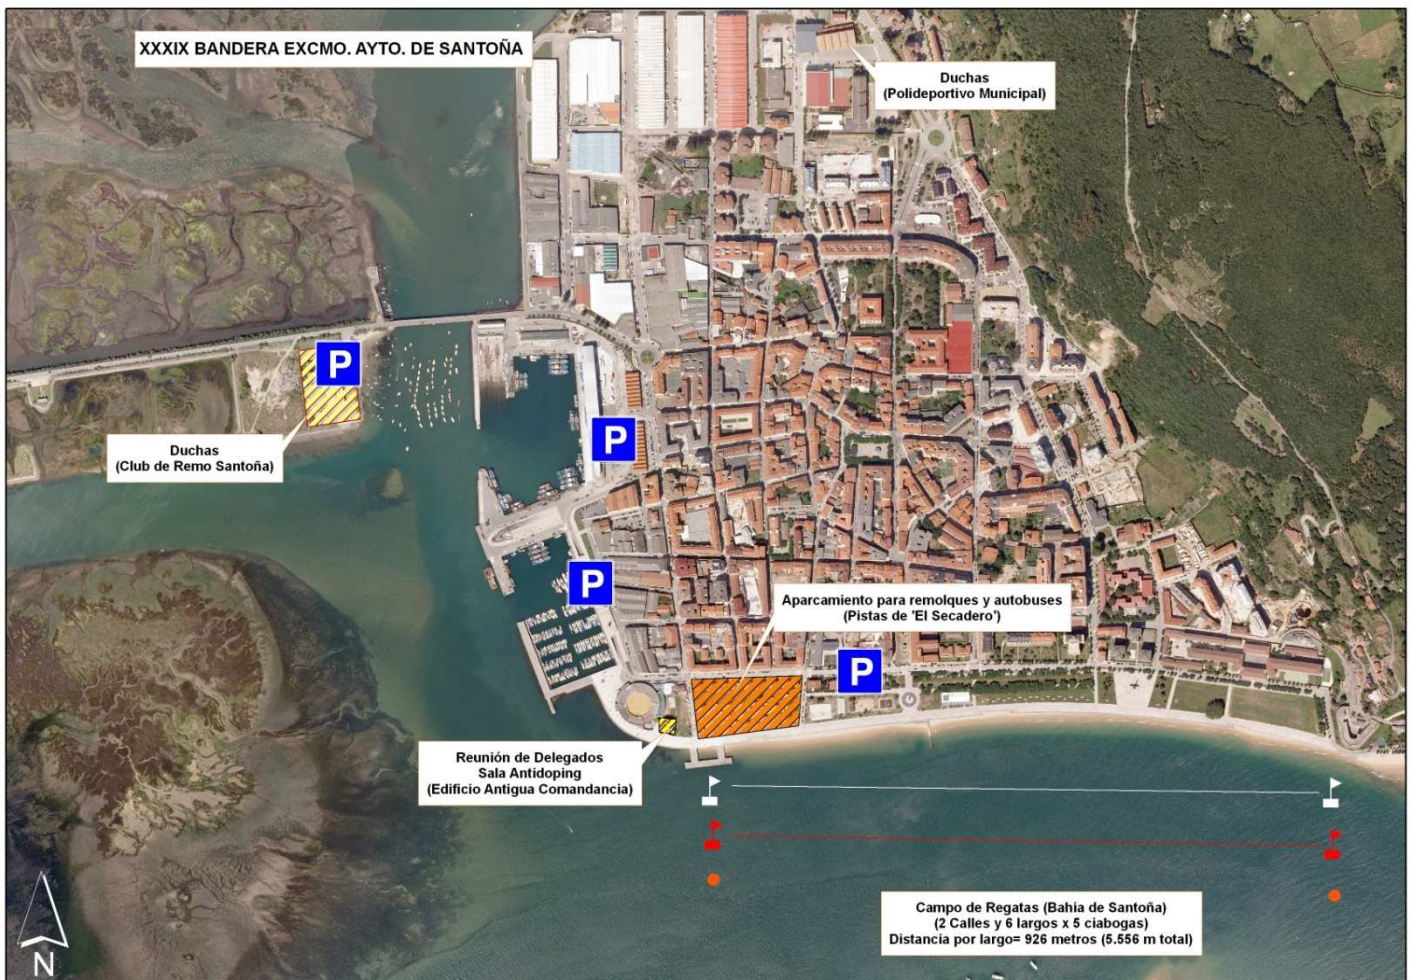 XXXIX BANDERA EXCMO. AYTO. DE SANTOÑA
Duchas
(Polideportivo Municipal)
P
Duchas
(Club de Remo Santoña)
P
P
Aparcamiento para remolques y autobuses
(Pistas de 'El Secadero')
P
Reunión de Delegados
Sala Antidoping
(Edificio Antigua Comandancia)
Campo de Regatas (Bahía de Santoña)
(2 Calles y 6 largos x 5 ciabogas)
Distancia por largo= 926 metros (5.556 m total)
N